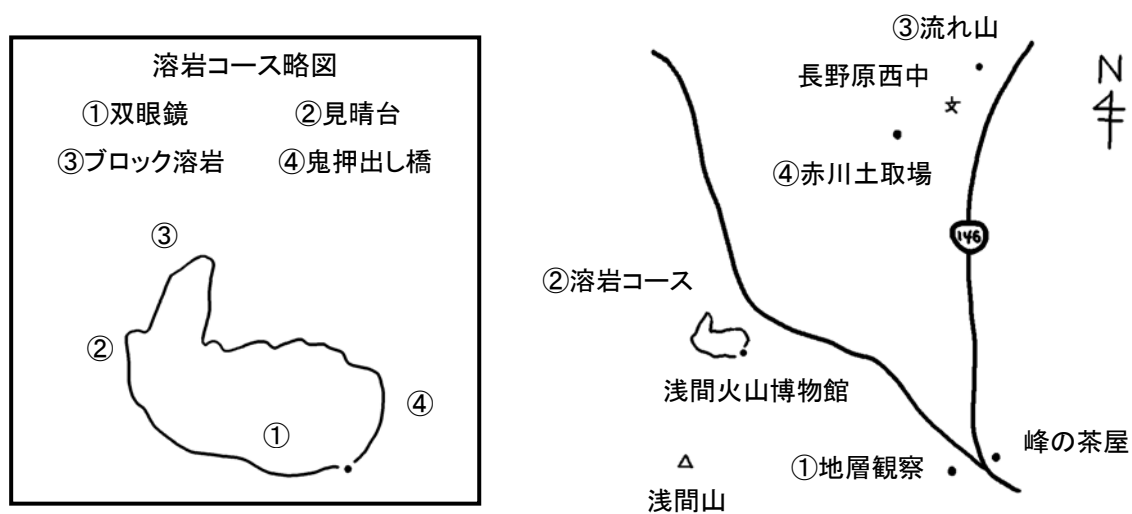 溶岩コース略図
①双眼鏡
②見晴台
③ブロック溶岩
④鬼押出し橋
③
②
④
①
③流れ山
長野原西中
文
N
④赤川土取場
146
②溶岩コース
浅間火山博物館
峰の茶屋
①地層観察
浅間山